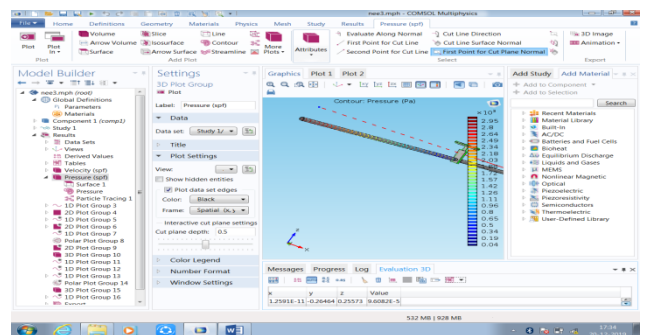 nee3.mph - COMSOL Multiphysics
File Home Definitions Geometry Materials Physics Mesh Study Results Pressure (spf)
Plot Plot In
Volume Arrow Volume Surface
Slice Isosurface Arrow Surface
Line Contour Streamline
More Plots
Attributes
Evaluate Along Normal
First Point for Cut Line
Second Point for Cut Line
Cut Line Direction
Cut Line Surface Normal
First Point for Cut Plane Normal
3D Image
Animation
Plot Add Plot Select Export
Model Builder
nee3.mph (root)
Global Definitions
Parameters
Materials
Component 1 (comp1)
Study 1
Results
Data Sets
Views
Derived Values
Tables
Velocity (spf)
Pressure (spf)
Surface 1
Pressure
Particle Tracing 1
1D Plot Group 3
2D Plot Group 4
1D Plot Group 5
2D Plot Group 6
1D Plot Group 7
Polar Plot Group 8
2D Plot Group 9
3D Plot Group 10
1D Plot Group 11
1D Plot Group 12
1D Plot Group 13
Polar Plot Group 14
3D Plot Group 15
1D Plot Group 16
Export
Settings
3D Plot Group
Plot
Label: Pressure (spf)
Data
Data set: Study 1/
Title
Plot Settings
View:
Show hidden entities
Plot data set edges
Color: Black
Frame: Spatial (x, y
Interactive cut plane settings
Cut plane depth: 0.5
Color Legend
Number Format
Window Settings
Graphics Plot 1 Plot 2
Contour: Pressure (Pa)
2.95
2.8
2.64
2.49
2.34
2.18
2.03
1.72
1.57
1.42
1.26
1.11
0.96
0.8
0.65
0.5
0.34
0.19
0.04
Messages Progress Log Evaluation 3D
x y z Value
1.2591E-11 -0.26464 0.25573 9.6082E-5
Add Study Add Material
Add to Component
Add to Selection
Search
Recent Materials
Material Library
Built-In
AC/DC
Batteries and Fuel Cells
Bioheat
Equilibrium Discharge
Liquids and Gases
MEMS
Nonlinear Magnetic
Optical
Piezoelectric
Piezoresistivity
Semiconductors
Thermoelectric
User-Defined Library
532 MB | 928 MB
17:24